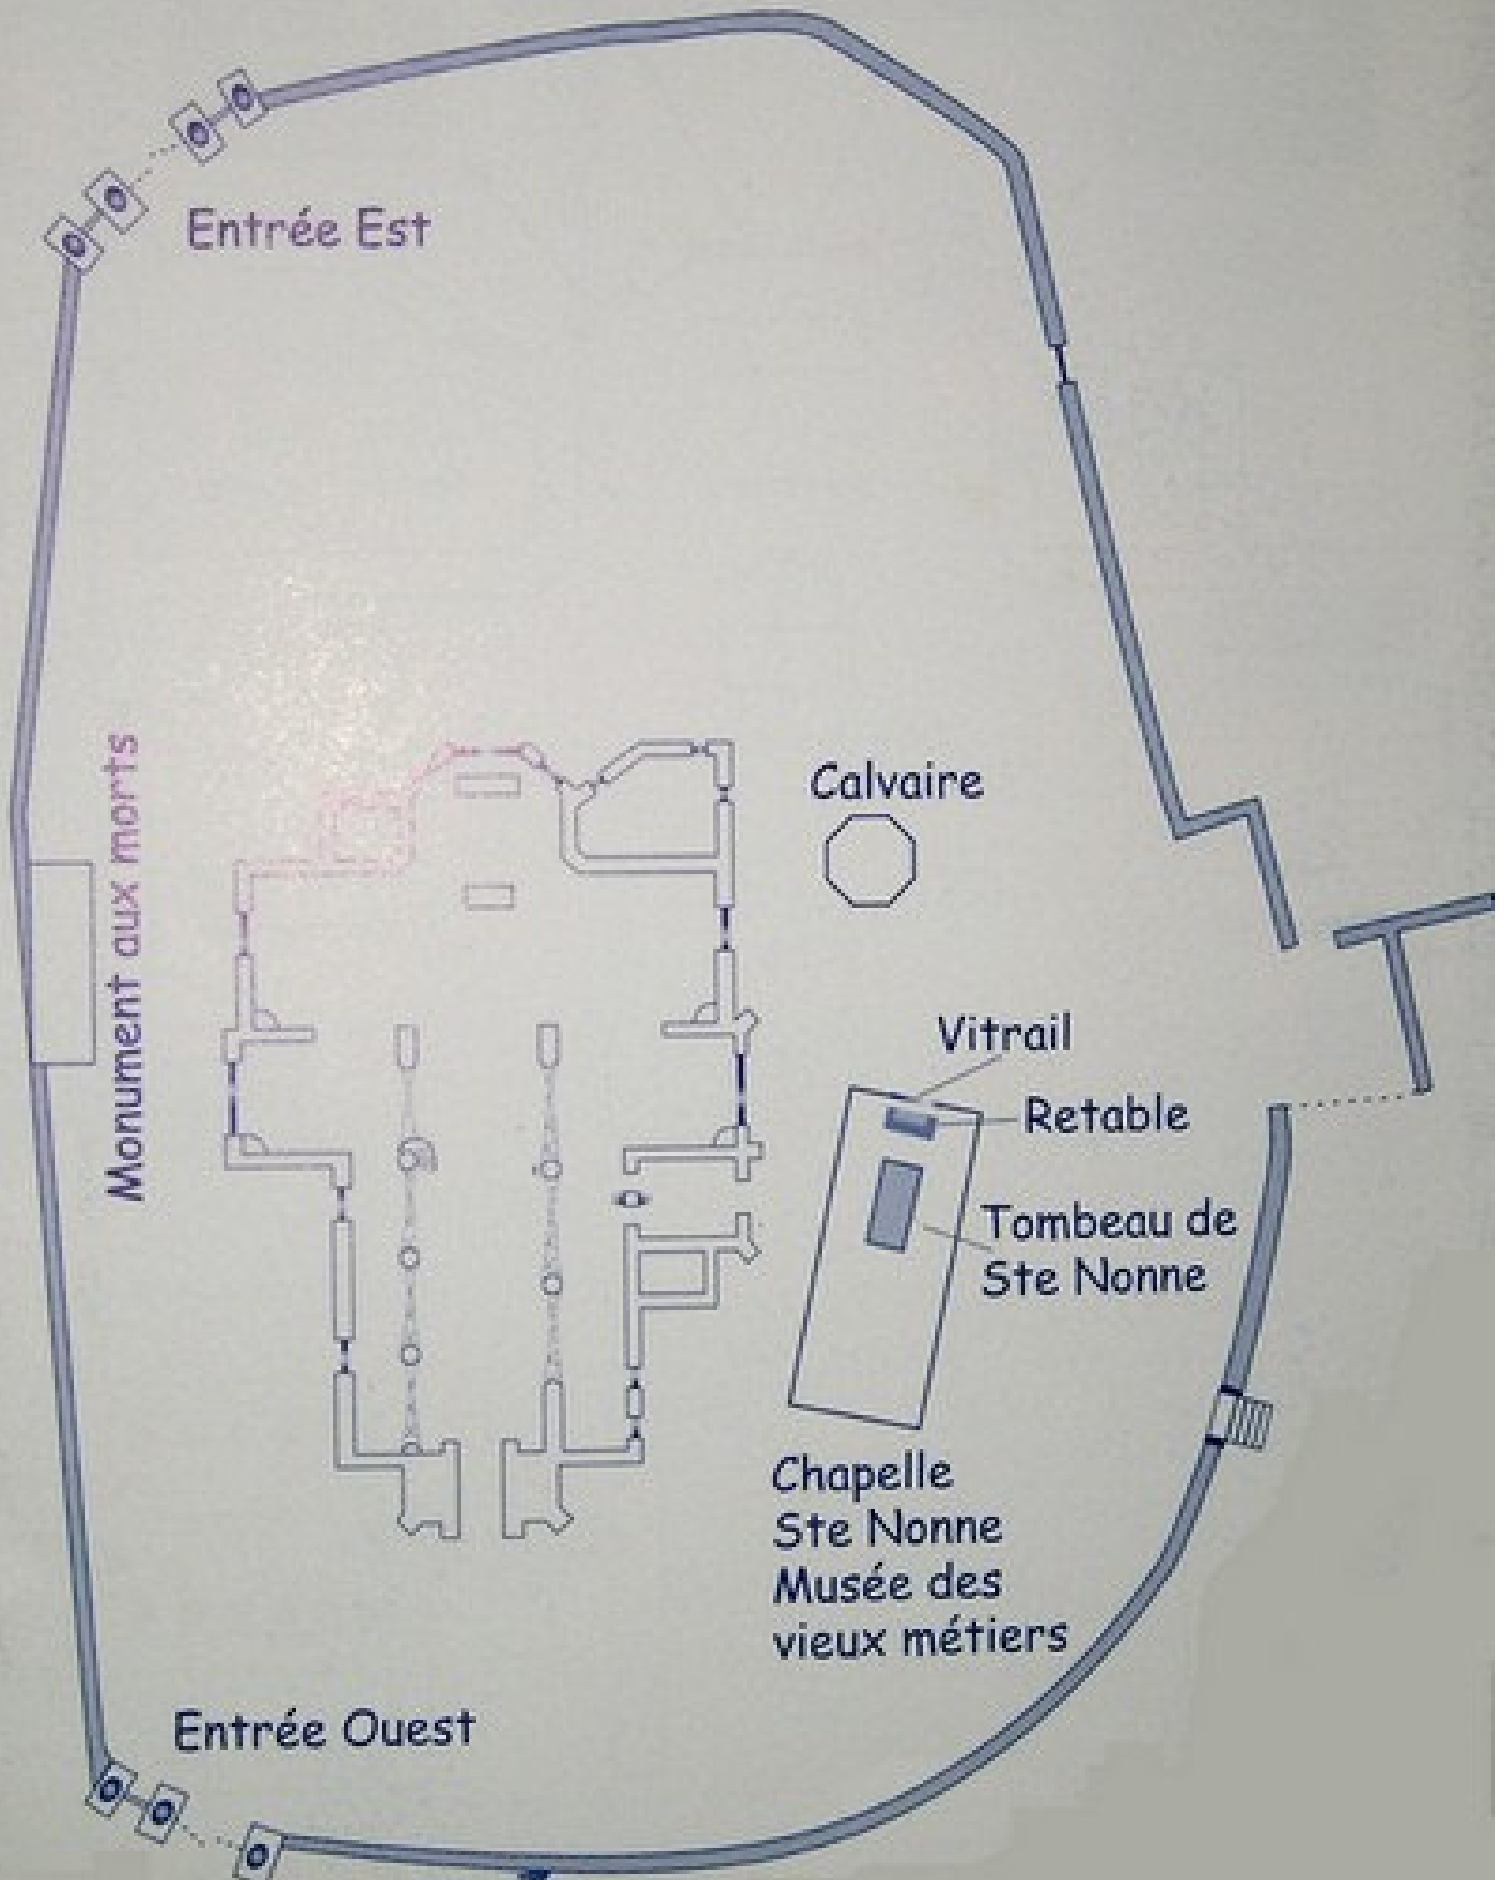 Entrée Est
Monument aux morts
Calvaire
Vitrail
Retable
Tombeau de
Ste Nonne
Chapelle
Ste Nonne
Musée des
vieux métiers
Entrée Ouest